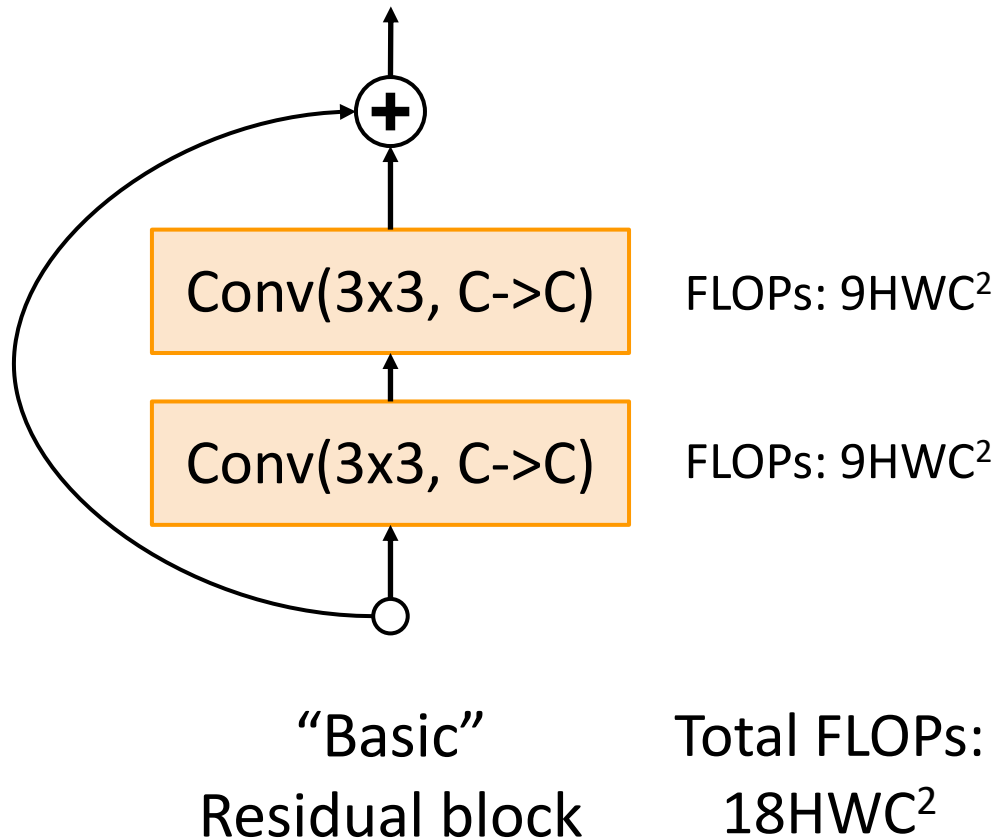 +
Conv(3x3, C->C) FLOPs: 9HWC²
Conv(3x3, C->C) FLOPs: 9HWC²
“Basic” Total FLOPs:
Residual block 18HWC²